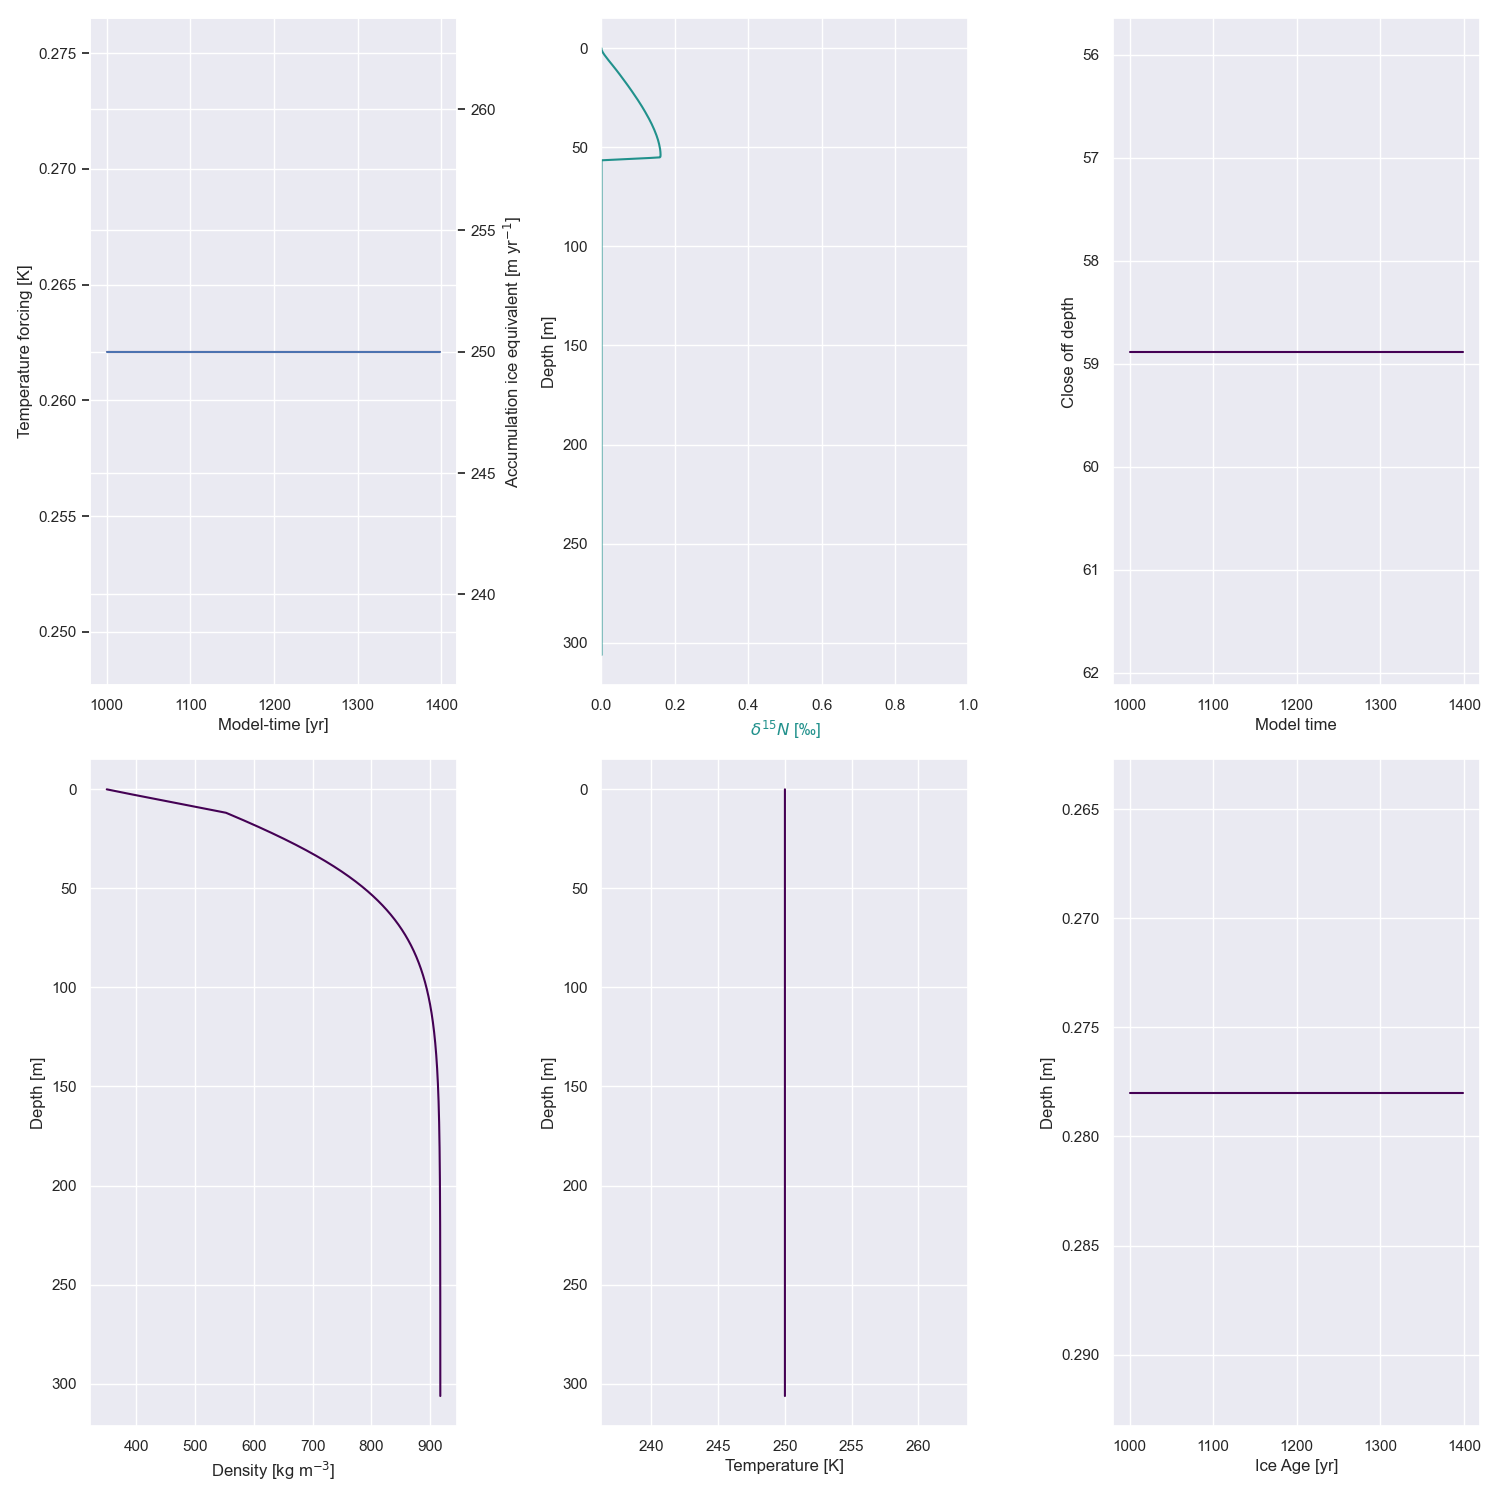 0.275
0.270
0.265
0.260
0.255
0.250
Temperature forcing [K]
260
255
250
245
240
Accumulation ice equivalent [m yr⁻¹]
1000 1100 1200 1300 1400
Model-time [yr]
0
50
100
150
200
250
300
Depth [m]
0.0 0.2 0.4 0.6 0.8 1.0
δ¹⁵N [‰]
56
57
58
59
60
61
62
Close off depth
1000 1100 1200 1300 1400
Model time
0
50
100
150
200
250
300
Depth [m]
400 500 600 700 800 900
Density [kg m⁻³]
0
50
100
150
200
250
300
Depth [m]
240 245 250 255 260
Temperature [K]
0.265
0.270
0.275
0.280
0.285
0.290
Depth [m]
1000 1100 1200 1300 1400
Ice Age [yr]